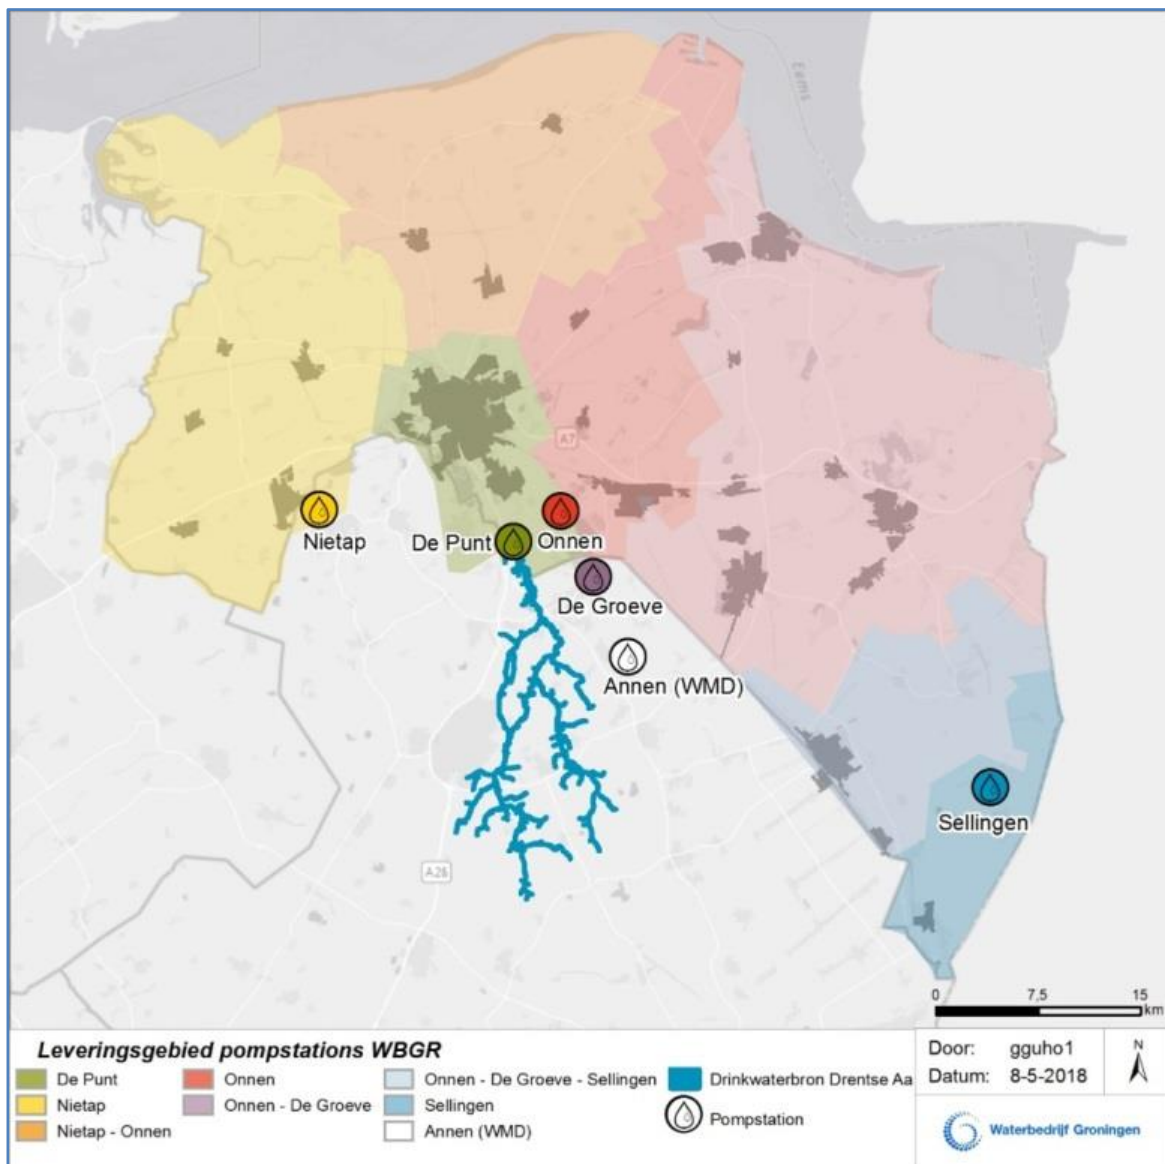 Eems
A7
Nietap
De Punt
Onnen
De Groeve
Annen (WMD)
Sellingen
A28
0 7,5 15
km
Leveringsgebied pompstations WBGR
De Punt
Nietap
Nietap - Onnen
Onnen
Onnen - De Groeve
Onnen - De Groeve - Sellingen
Sellingen
Annen (WMD)
Drinkwaterbron Drentse Aa
Pompstation
Door: gguho1
Datum: 8-5-2018
N
Waterbedrijf Groningen